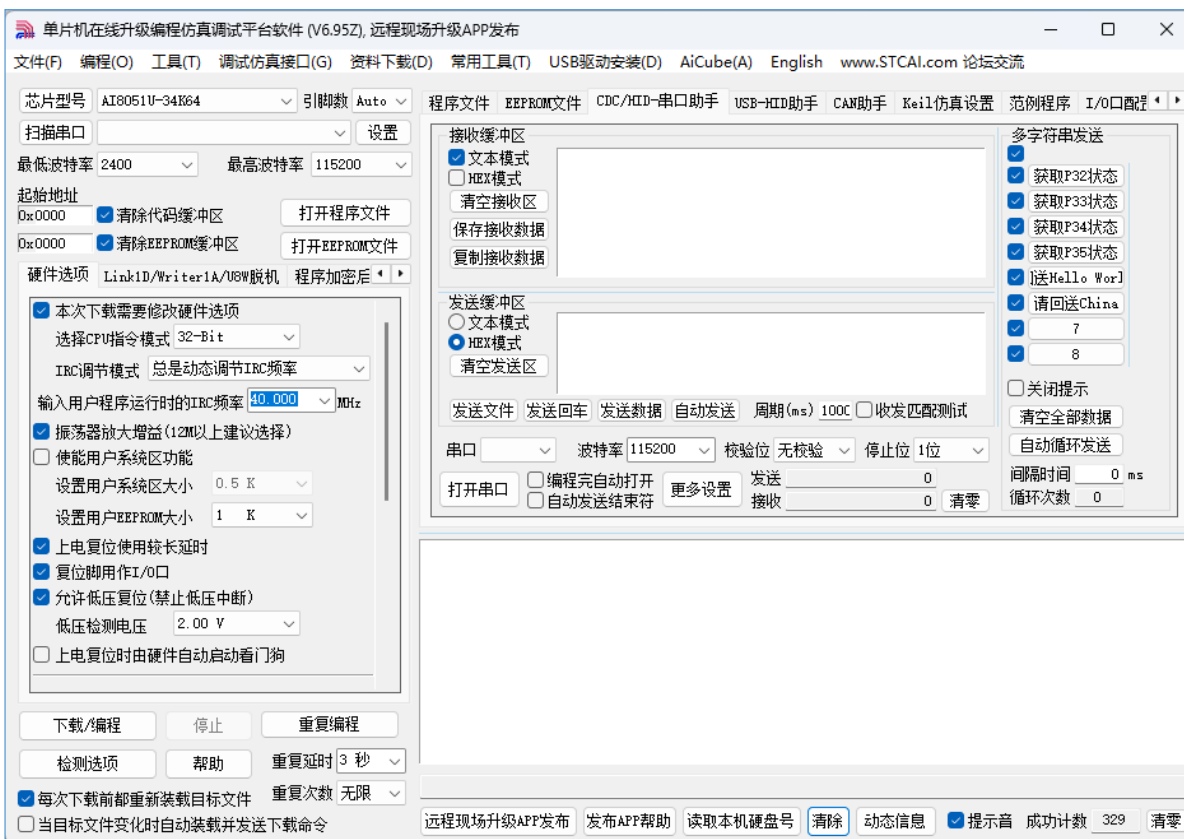 单片机在线升级编程仿真调试平台软件 (V6.95Z), 远程现场升级APP发布
文件(F) 编程(O) 工具(T) 调试仿真接口(G) 资料下载(D) 常用工具(T) USB驱动安装(D) AiCube(A) English www.STCAI.com 论坛交流
芯片型号 AI8051U-34K64 引脚数 Auto
扫描串口 设置
最低波特率 2400 最高波特率 115200
起始地址
0x0000 清除代码缓冲区 打开程序文件
0x0000 清除EEPROM缓冲区 打开EEPROM文件
硬件选项 Link1D/Writer1A/U8W脱机 程序加密后
本次下载需要修改硬件选项
选择CPU指令模式 32-Bit
IRC调节模式 总是动态调节IRC频率
输入用户程序运行时的IRC频率 40.000 MHz
振荡器放大增益(12M以上建议选择)
使能用户系统区功能
设置用户系统区大小 0.5 K
设置用户EEPROM大小 1 K
上电复位使用较长延时
复位脚用作I/O口
允许低压复位(禁止低压中断)
低压检测电压 2.00 V
上电复位时由硬件自动启动看门狗
下载/编程 停止 重复编程
检测选项 帮助 重复延时 3 秒
每次下载前都重新装载目标文件 重复次数 无限
当目标文件变化时自动装载并发送下载命令
程序文件 EEPROM文件 CDC/HID-串口助手 USB-HID助手 CAN助手 Keil仿真设置 范例程序 I/O口配置
接收缓冲区
文本模式
HEX模式
清空接收区
保存接收数据
复制接收数据
发送缓冲区
文本模式
HEX模式
清空发送区
发送文件 发送回车 发送数据 自动发送 周期(ms) 100 收发匹配测试
串口 波特率 115200 校验位 无校验 停止位 1位
打开串口 编程完自动打开 更多设置 发送 0
自动发送结束符 接收 0 清零
多字符串发送
获取P32状态
获取P33状态
获取P34状态
获取P35状态
送Hello Worl
请回送China
7
8
关闭提示
清空全部数据
自动循环发送
间隔时间 0 ms
循环次数 0
远程现场升级APP发布 发布APP帮助 读取本机硬盘号 清除 动态信息 提示音 成功计数 329 清零